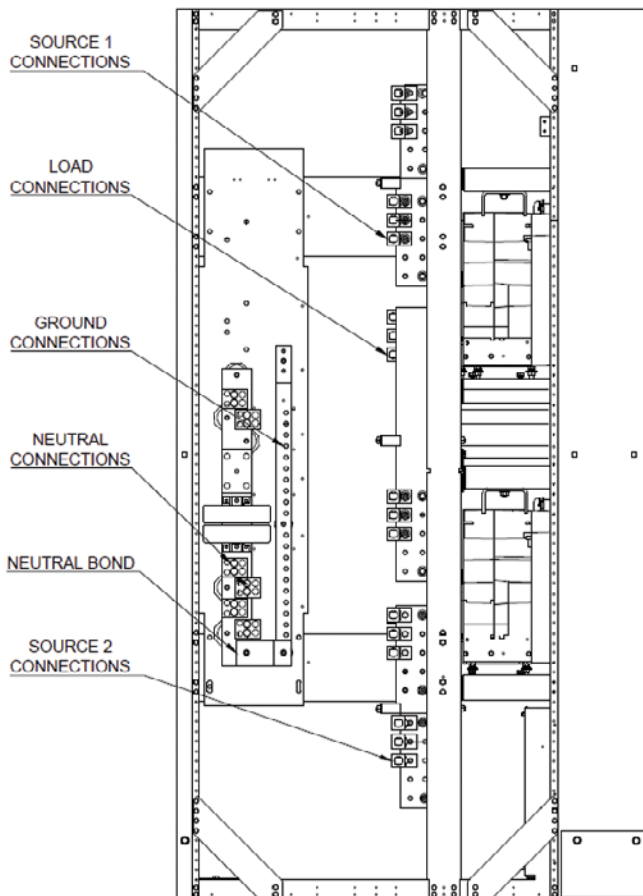 SOURCE 1
CONNECTIONS
LOAD
CONNECTIONS
GROUND
CONNECTIONS
NEUTRAL
CONNECTIONS
NEUTRAL BOND
SOURCE 2
CONNECTIONS